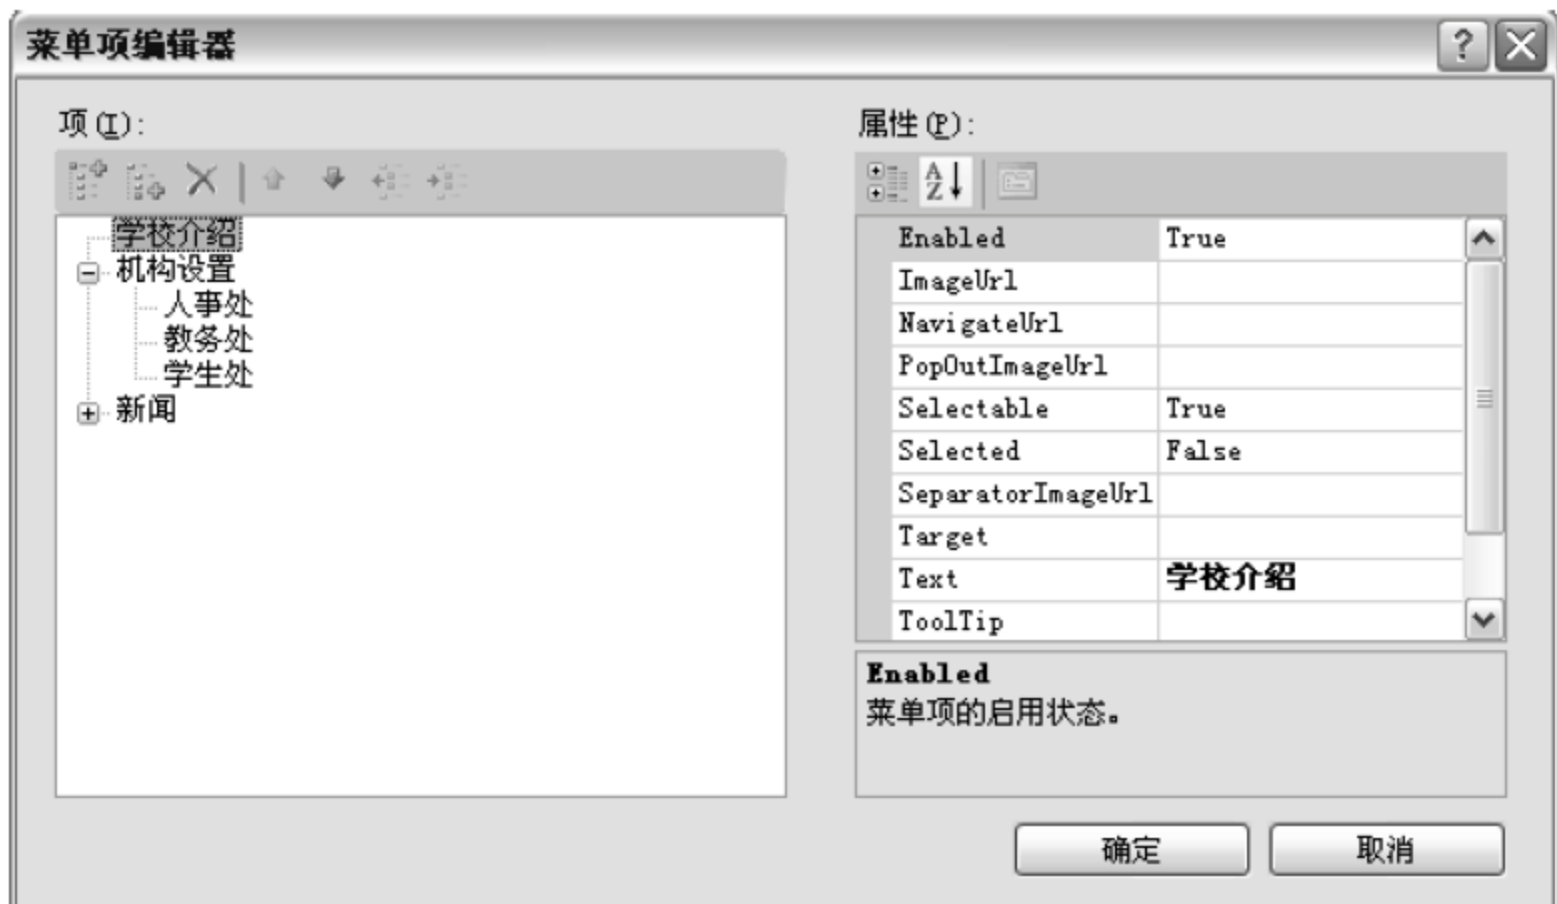 菜单项编辑器
项(I):
学校介绍
机构设置
人事处
教务处
学生处
新闻
属性(P):
Enabled True
ImageUrl
NavigateUrl
PopOutImageUrl
Selectable True
Selected False
SeparatorImageUrl
Target
Text 学校介绍
ToolTip
Enabled
菜单项的启用状态。
确定
取消